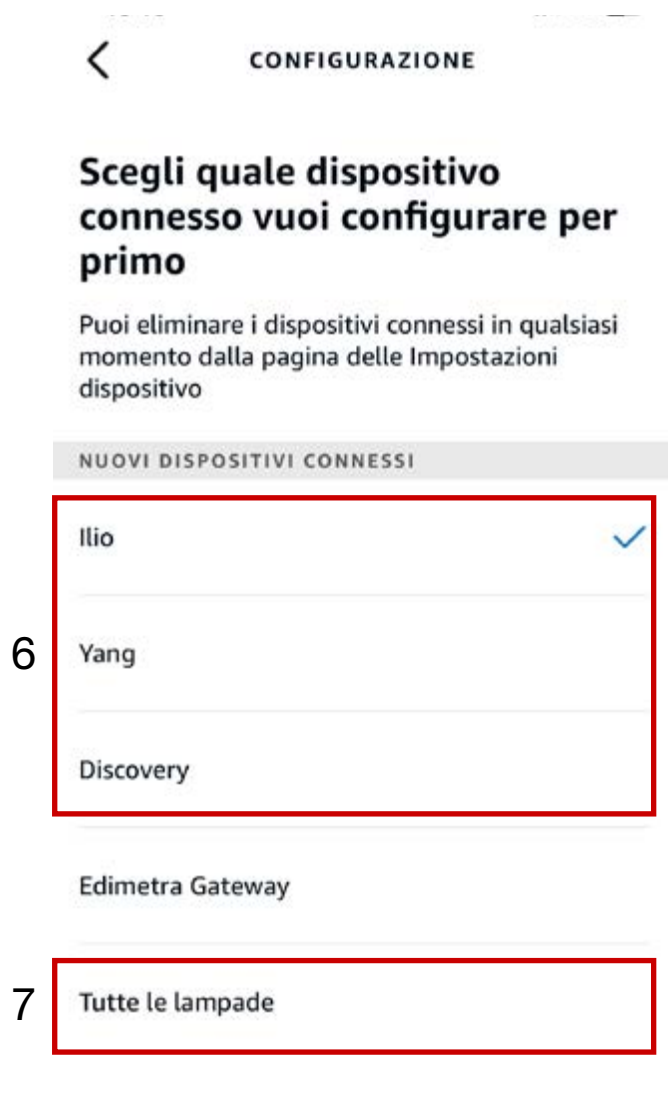 CONFIGURAZIONE
Scegli quale dispositivo
connesso vuoi configurare per
primo
Puoi eliminare i dispositivi connessi in qualsiasi
momento dalla pagina delle Impostazioni
dispositivo
NUOVI DISPOSITIVI CONNESSI
Ilio
6 Yang
Discovery
Edimetra Gateway
7 Tutte le lampade